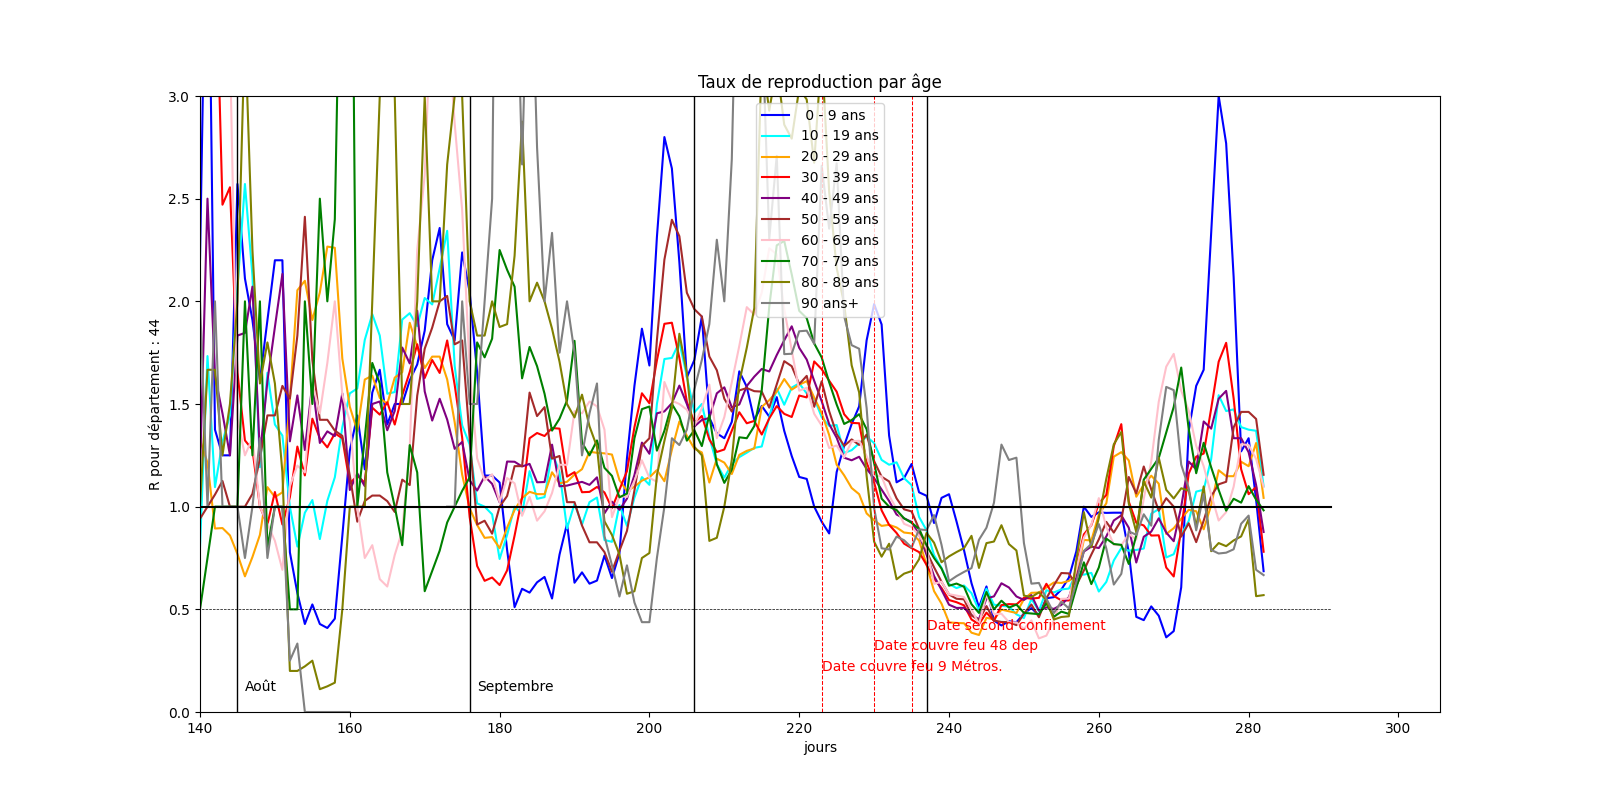 Taux de reproduction par âge
3.0
2.5
2.0
1.5
1.0
0.5
0.0
R pour département : 44
0 - 9 ans
10 - 19 ans
20 - 29 ans
30 - 39 ans
40 - 49 ans
50 - 59 ans
60 - 69 ans
70 - 79 ans
80 - 89 ans
90 ans+
Date second confinement
Date couvre feu 48 dep
Date couvre feu 9 Métros.
Août
Septembre
140
160
180
200
220
240
260
280
300
jours